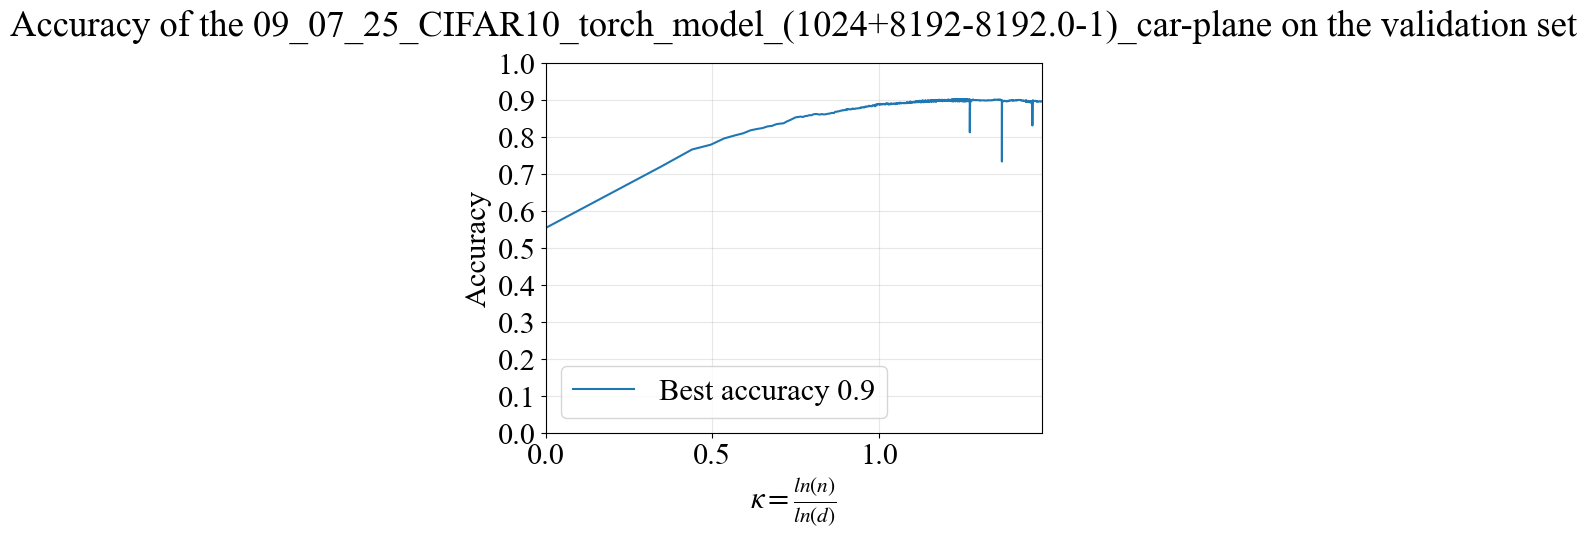 Accuracy of the 09_07_25_CIFAR10_torch_model_(1024+8192-8192.0-1)_car-plane on the validation set
1.0
0.9
0.8
0.7
0.6
0.5
0.4
0.3
0.2
0.1
0.0
Accuracy
Best accuracy 0.9
0.0 0.5 1.0
κ = ln(n)/ln(d)